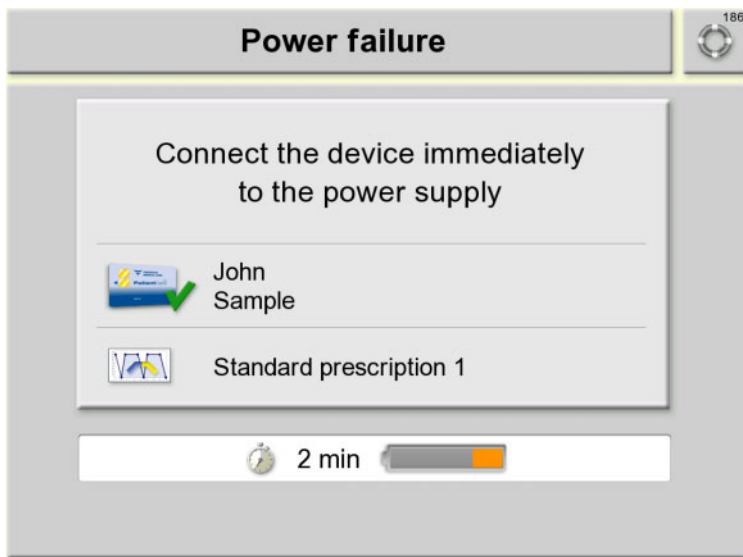 Power failure
186
Connect the device immediately
to the power supply
John
Sample
Standard prescription 1
2 min